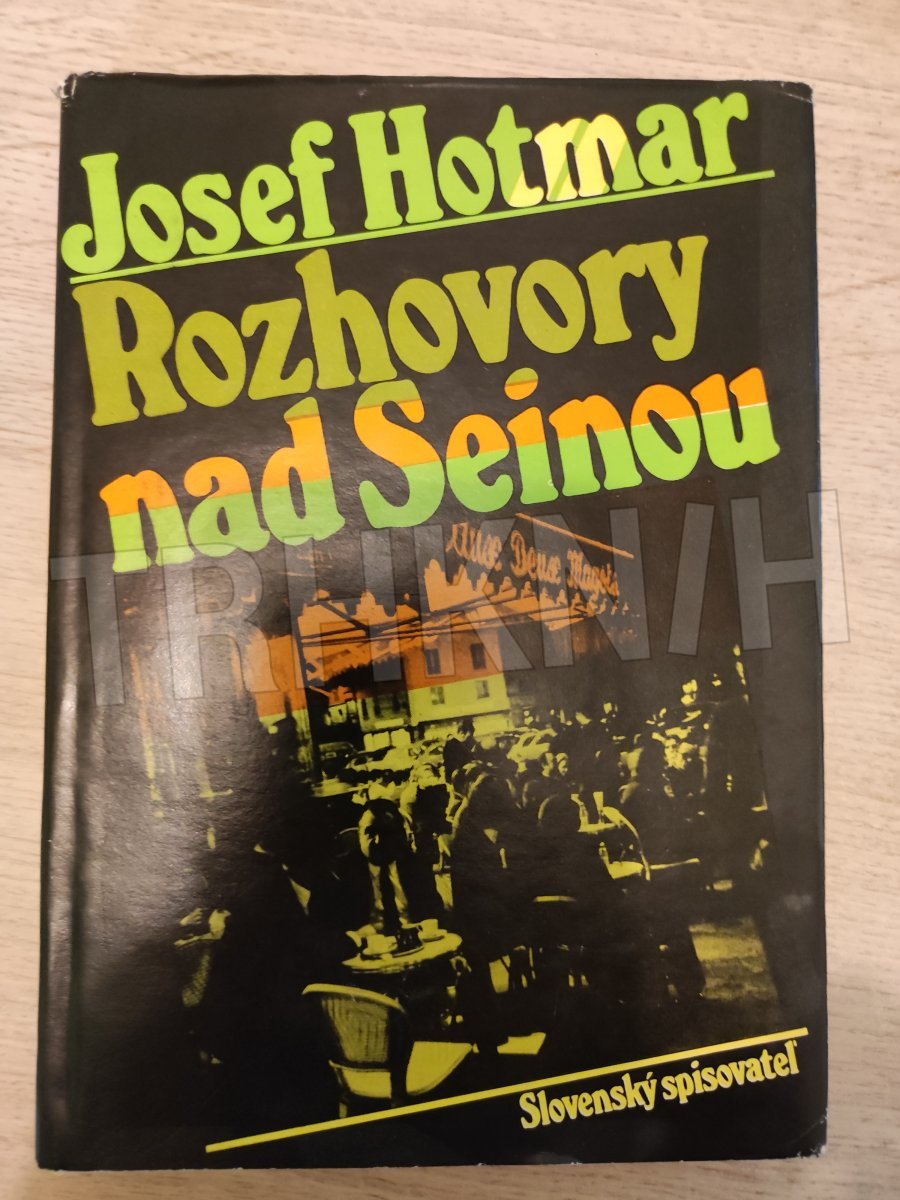 Josef Hotmar
Rozhovory
nad Seinou
Aux Deux Magots
TRHKNIH
Slovenský spisovateľ